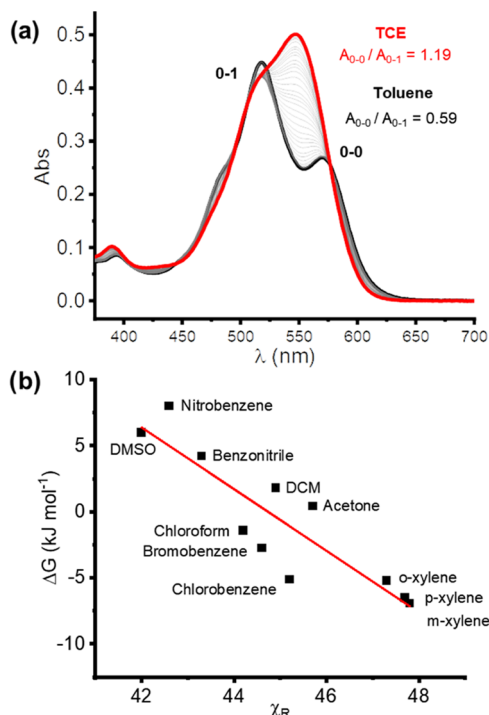 (a)
TCE
A0-0 / A0-1 = 1.19
Toluene
A0-0 / A0-1 = 0.59
0-1
0-0
Abs
0.5
0.4
0.3
0.2
0.1
0.0
400 450 500 550 600 650 700
λ (nm)
(b)
ΔG (kJ mol-1)
10
5
0
-5
-10
Nitrobenzene
DMSO
Benzonitrile
DCM
Acetone
Chloroform
Bromobenzene
Chlorobenzene
o-xylene
p-xylene
m-xylene
42 44 46 48
χR